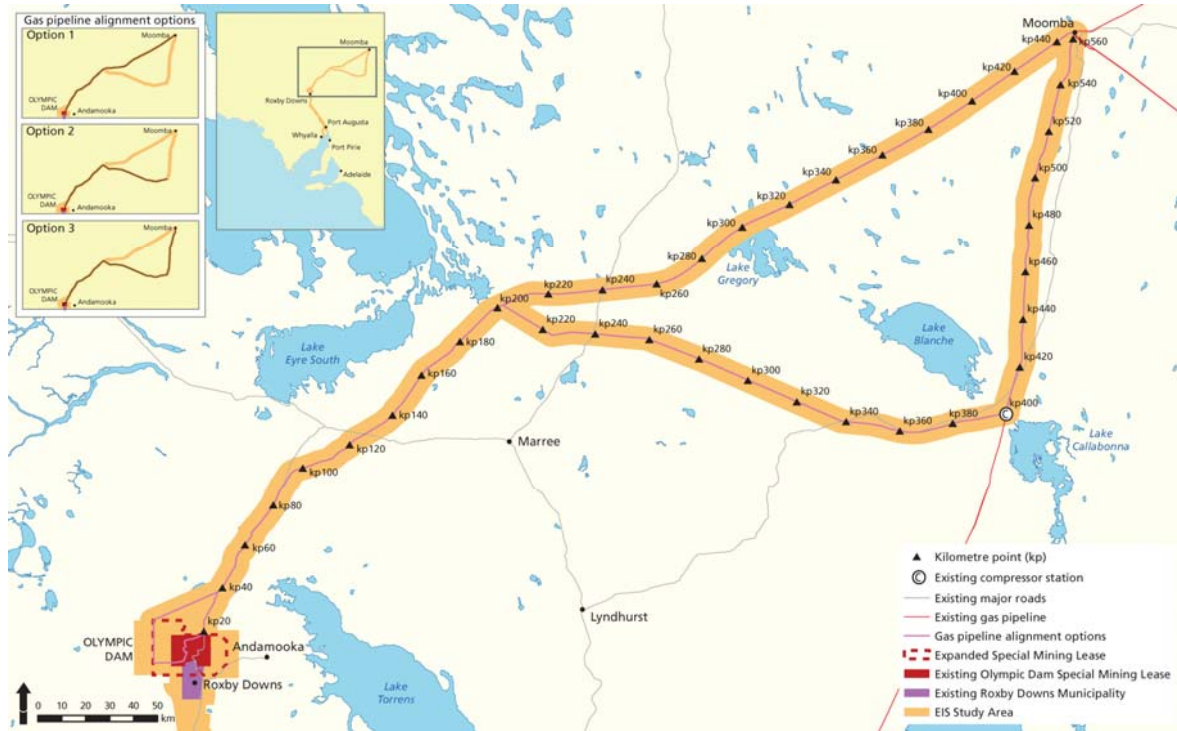 Gas pipeline alignment options
Option 1
Moomba
OLYMPIC
DAM
Andamooka
Option 2
Moomba
OLYMPIC
DAM
Andamooka
Option 3
Moomba
OLYMPIC
DAM
Andamooka
Moomba
Roxby Downs
Port Augusta
Whyalla
Port Pirie
Adelaide
Moomba
kp560
kp440
kp420
kp540
kp400
kp520
kp380
kp360
kp500
kp340
kp320
kp480
kp300
kp460
kp280
Lake
Gregory
kp240
kp220
kp260
kp200
kp440
Lake
Blanche
kp220
kp240
kp260
kp180
kp280
kp420
Lake
Eyre South
kp160
kp300
kp320
kp400
kp140
kp340
kp360
kp380
kp120
Marree
Lake
Callabonna
kp100
kp80
kp60
kp40
kp20
Lyndhurst
OLYMPIC
DAM
Andamooka
Roxby Downs
Lake
Torrens
0 10 20 30 40 50
km
Kilometre point (kp)
C Existing compressor station
Existing major roads
Existing gas pipeline
Gas pipeline alignment options
Expanded Special Mining Lease
Existing Olympic Dam Special Mining Lease
Existing Roxby Downs Municipality
EIS Study Area
C